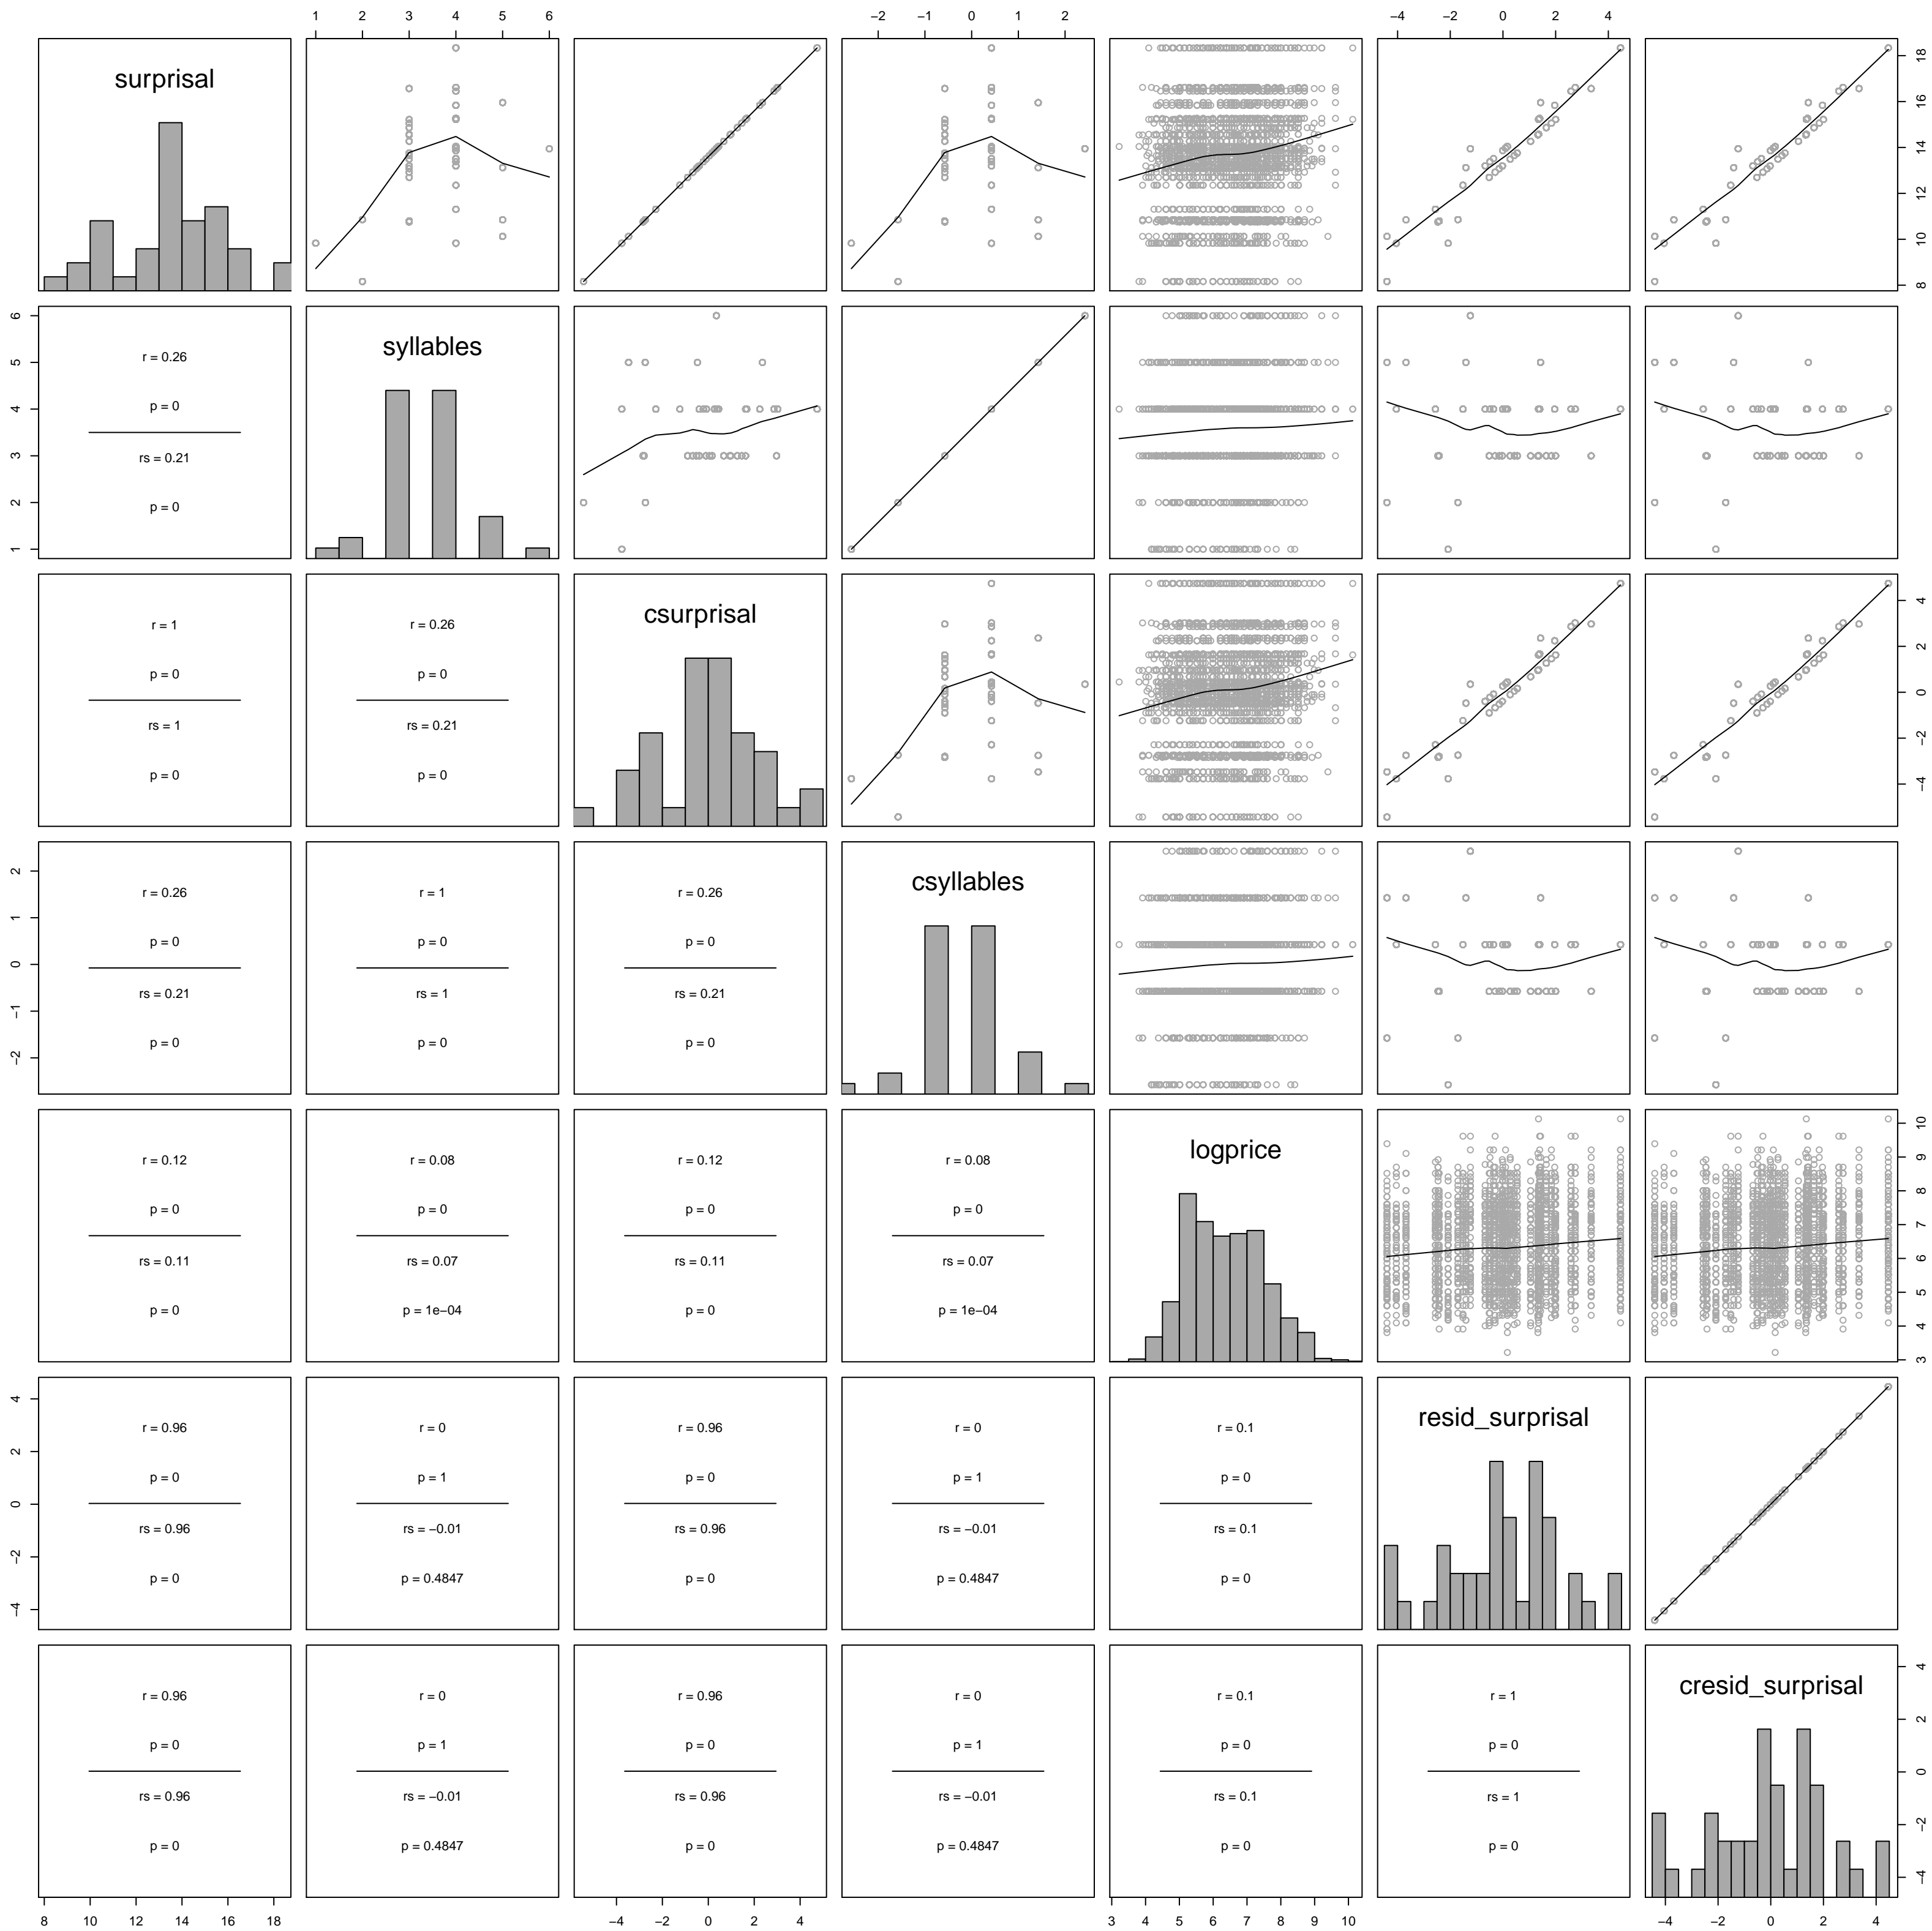 1 2 3 4 5 6
−2 −1 0 1 2
−4 −2 0 2 4
surprisal
18 16 14 12 10 8
6 5 4 3 2 1
r = 0.26
p = 0
rs = 0.21
p = 0
syllables
r = 1
p = 0
rs = 1
p = 0
r = 0.26
p = 0
rs = 0.21
p = 0
csurprisal
4 2 0 −2 −4
2 1 0 −1 −2
r = 0.26
p = 0
rs = 0.21
p = 0
r = 1
p = 0
rs = 1
p = 0
r = 0.26
p = 0
rs = 0.21
p = 0
csyllables
r = 0.12
p = 0
rs = 0.11
p = 0
r = 0.08
p = 0
rs = 0.07
p = 1e−04
r = 0.12
p = 0
rs = 0.11
p = 0
r = 0.08
p = 0
rs = 0.07
p = 1e−04
logprice
10 9 8 7 6 5 4 3
4 2 0 −2 −4
r = 0.96
p = 0
rs = 0.96
p = 0
r = 0
p = 1
rs = −0.01
p = 0.4847
r = 0.96
p = 0
rs = 0.96
p = 0
r = 0
p = 1
rs = −0.01
p = 0.4847
r = 0.1
p = 0
rs = 0.1
p = 0
resid_surprisal
r = 0.96
p = 0
rs = 0.96
p = 0
r = 0
p = 1
rs = −0.01
p = 0.4847
r = 0.96
p = 0
rs = 0.96
p = 0
r = 0
p = 1
rs = −0.01
p = 0.4847
r = 0.1
p = 0
rs = 0.1
p = 0
r = 1
p = 0
rs = 1
p = 0
cresid_surprisal
4 2 0 −2 −4
8 10 12 14 16 18
−4 −2 0 2 4
3 4 5 6 7 8 9 10
−4 −2 0 2 4